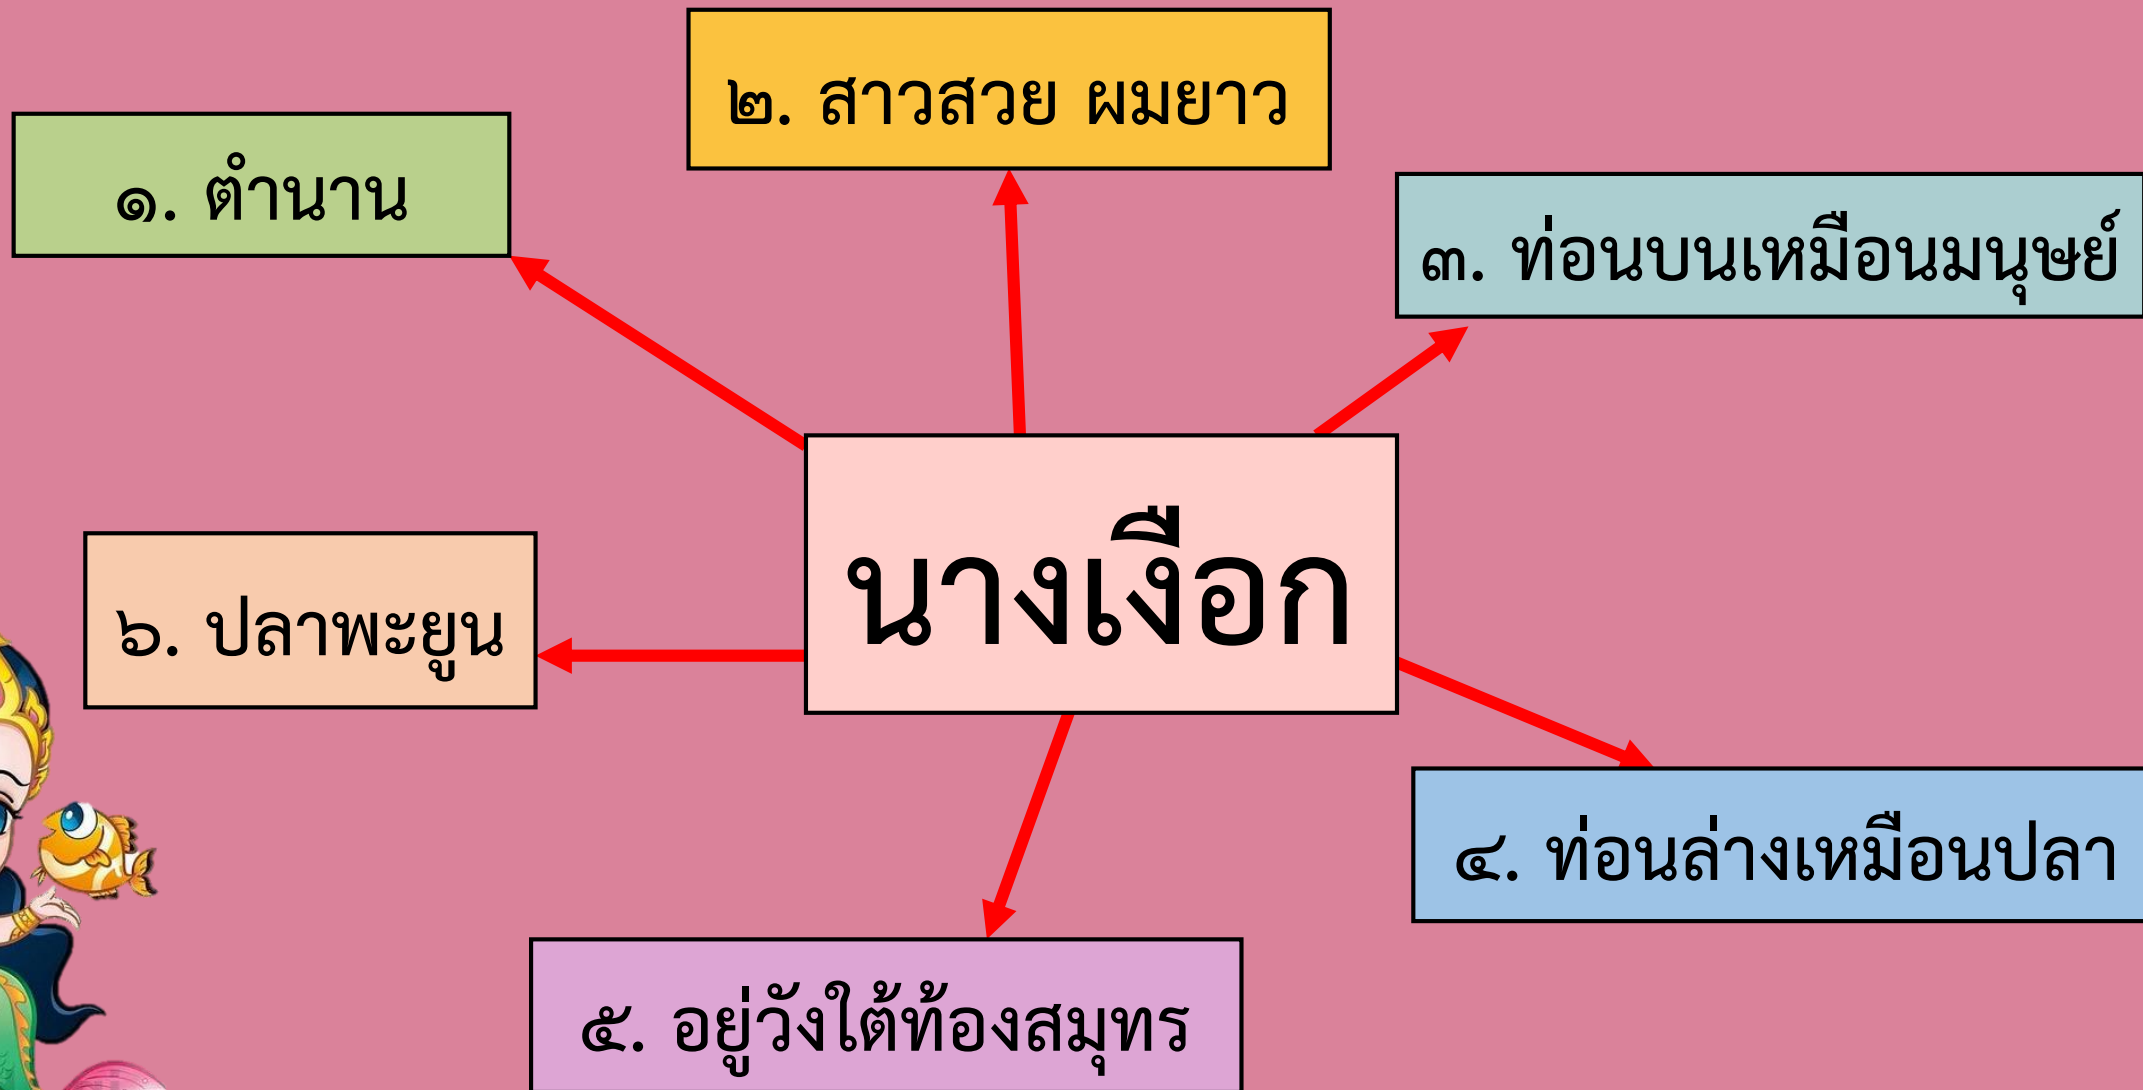 ๑. ตำนาน
๒. สาวสวย ผมยาว
๓. ท่อนบนเหมือนมนุษย์
นางเงือก
๖. ปลาพะยูน
๔. ท่อนล่างเหมือนปลา
๕. อยู่วังใต้ท้องสมุทร